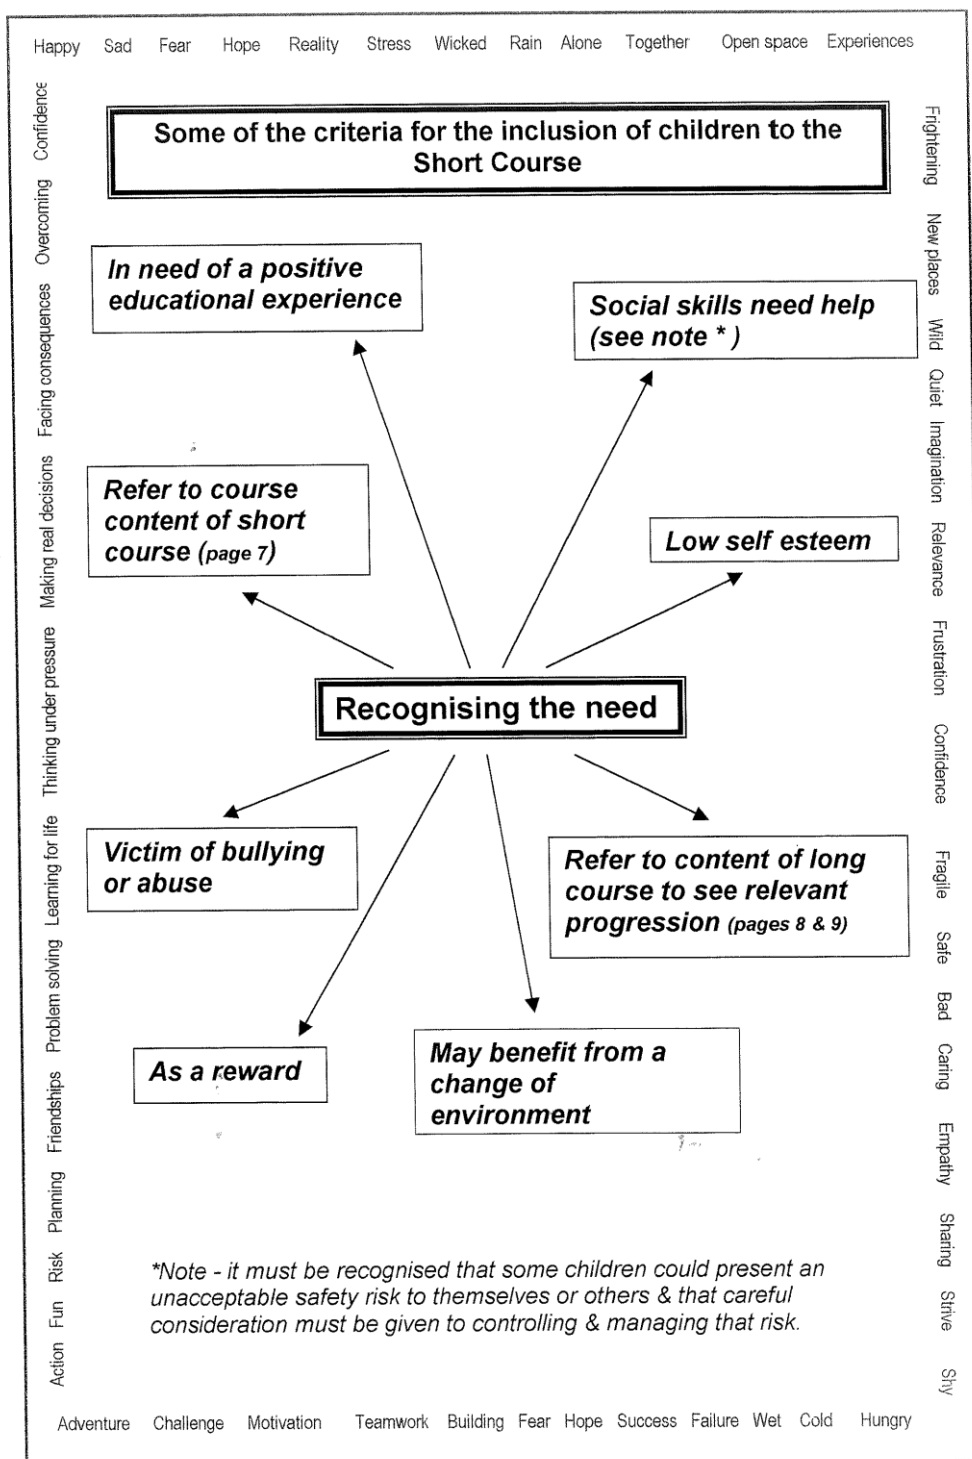 Happy Sad Fear Hope Reality Stress Wicked Rain Alone Together Open space Experiences
Some of the criteria for the inclusion of children to the
Short Course
In need of a positive
educational experience
Social skills need help
(see note * )
Refer to course
content of short
course (page 7)
Low self esteem
Recognising the need
Victim of bullying
or abuse
Refer to content of long
course to see relevant
progression (pages 8 & 9)
As a reward
May benefit from a
change of
environment
*Note - it must be recognised that some children could present an
unacceptable safety risk to themselves or others & that careful
consideration must be given to controlling & managing that risk.
Action Fun Risk Planning Friendships Problem solving Learning for life Thinking under pressure Making real decisions Facing consequences Overcoming Confidence
Frightening New places Wild Quiet Imagination Relevance Frustration Confidence Fragile Safe Bad Caring Empathy Sharing Strive Shy
Adventure Challenge Motivation Teamwork Building Fear Hope Success Failure Wet Cold Hungry